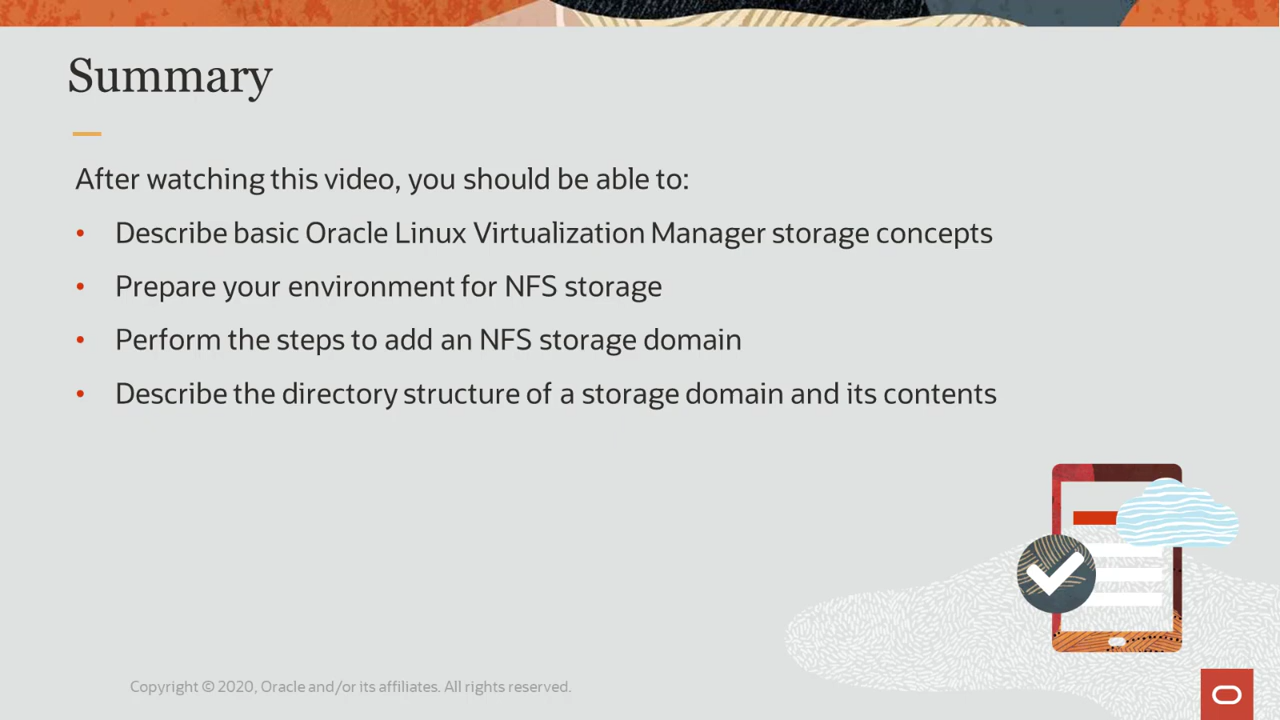 Summary
After watching this video, you should be able to:
• Describe basic Oracle Linux Virtualization Manager storage concepts
• Prepare your environment for NFS storage
• Perform the steps to add an NFS storage domain
• Describe the directory structure of a storage domain and its contents
Copyright © 2020, Oracle and/or its affiliates. All rights reserved.